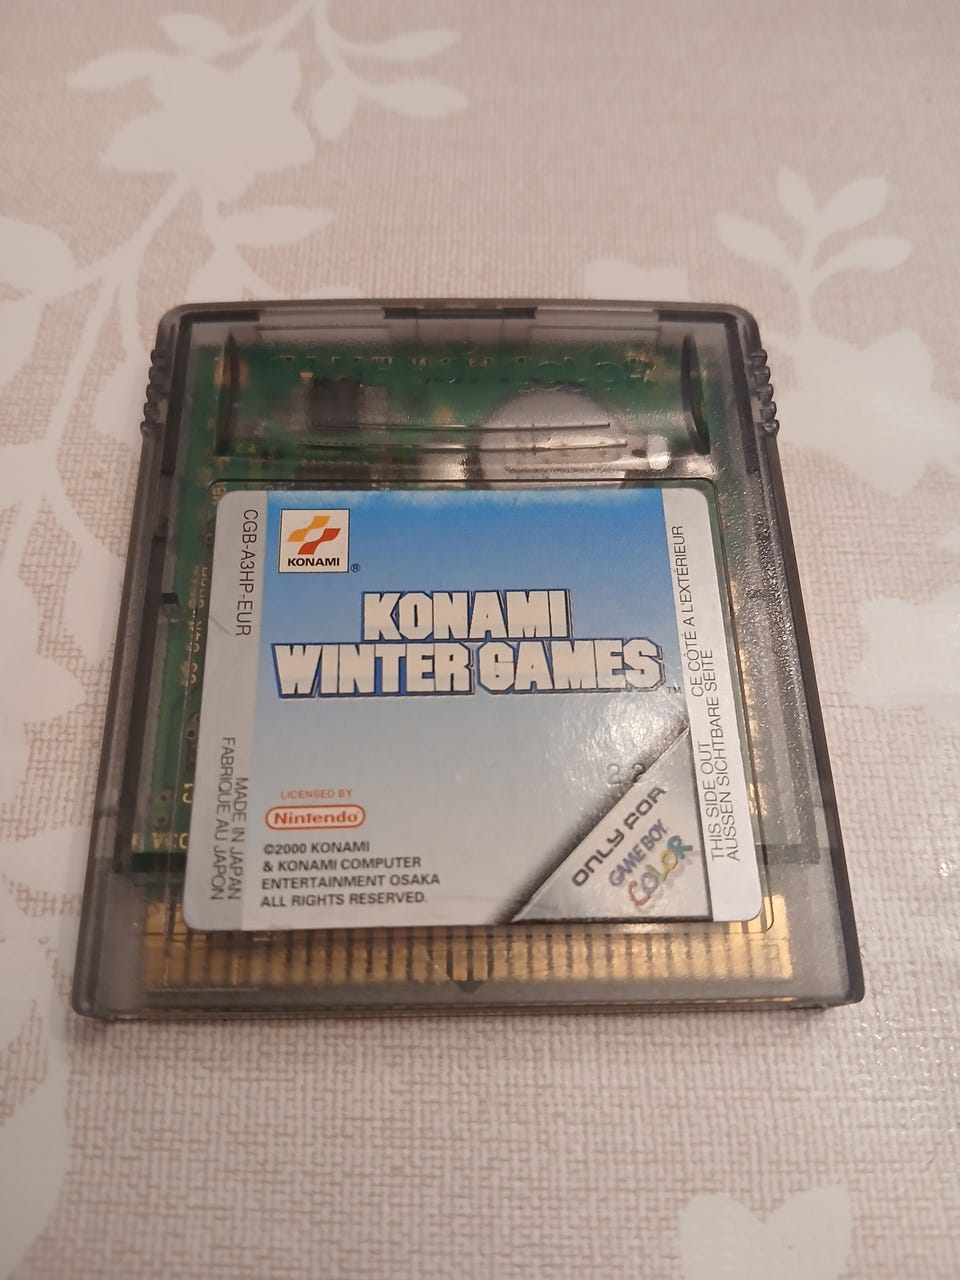 CGB-A3HP-EUR
KONAMI ®
KONAMI
WINTER GAMES ™
LICENSED BY
Nintendo
©2000 KONAMI
& KONAMI COMPUTER
ENTERTAINMENT OSAKA
ALL RIGHTS RESERVED.
MADE IN JAPAN
FABRIQUE AU JAPON
ONLY FOR
GAME BOY
COLOR
THIS SIDE OUT CE CÔTÉ A L'EXTÉRIEUR
AUSSEN SICHTBARE SEITE